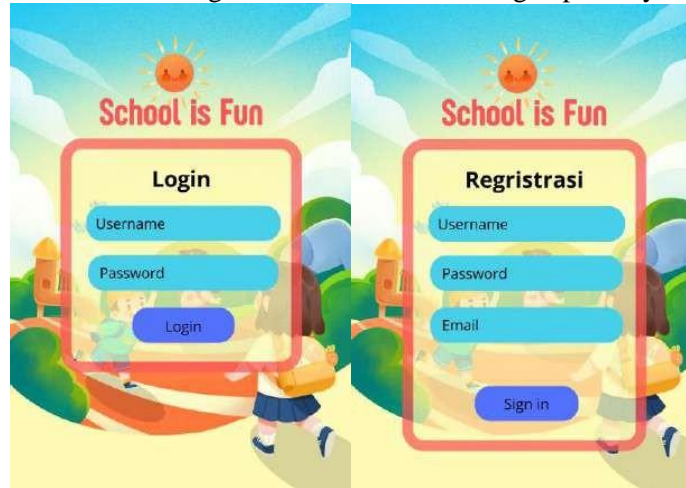 School is Fun
Login
Username
Password
Login
School is Fun
Regristrasi
Username
Password
Email
Sign in